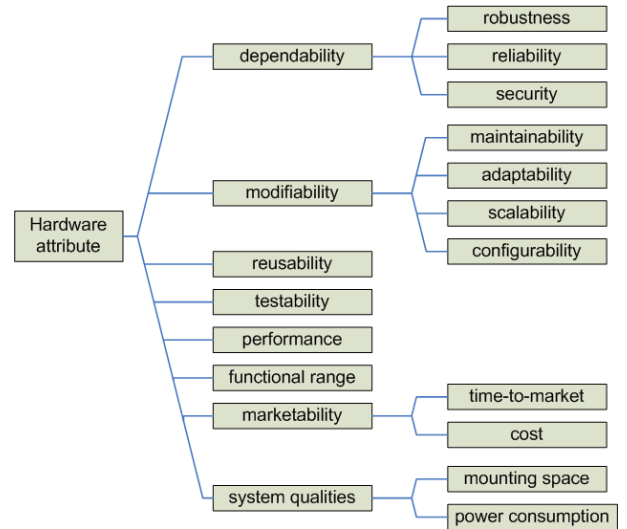 Hardware
attribute
dependability
robustness
reliability
security
modifiability
maintainability
adaptability
scalability
configurability
reusability
testability
performance
functional range
marketability
time-to-market
cost
system qualities
mounting space
power consumption